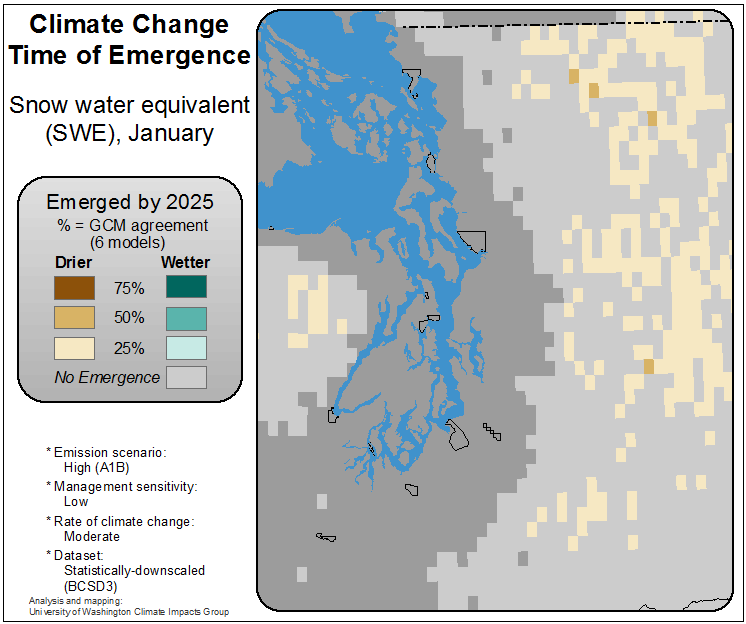 Climate Change
Time of Emergence
Snow water equivalent
(SWE), January
Emerged by 2025
% = GCM agreement
(6 models)
Drier Wetter
75%
50%
25%
No Emergence
* Emission scenario:
High (A1B)
* Management sensitivity:
Low
* Rate of climate change:
Moderate
* Dataset:
Statistically-downscaled
(BCSD3)
Analysis and mapping:
University of Washington Climate Impacts Group